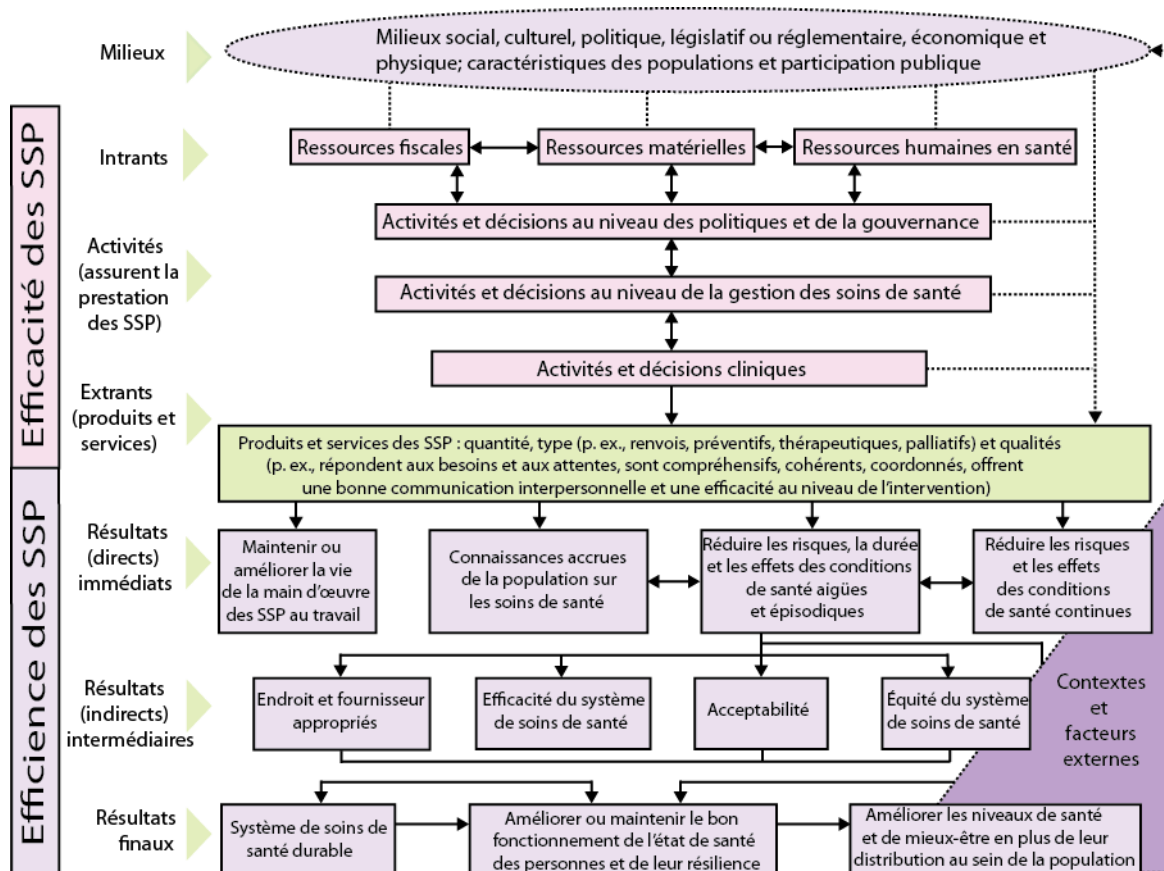 Milieux
Milieux social, culturel, politique, législatif ou réglementaire, économique et
physique; caractéristiques des populations et participation publique
Efficacité des SSP
Intrants
Ressources fiscales
Ressources matérielles
Ressources humaines en santé
Activités
(assurent la
prestation
des SSP)
Activités et décisions au niveau des politiques et de la gouvernance
Activités et décisions au niveau de la gestion des soins de santé
Activités et décisions cliniques
Extrants
(produits et
services)
Produits et services des SSP : quantité, type (p. ex., renvois, préventifs, thérapeutiques, palliatifs) et qualités
(p. ex., répondent aux besoins et aux attentes, sont compréhensifs, cohérents, coordonnés, offrent
une bonne communication interpersonnelle et une efficacité au niveau de l'intervention)
Efficience des SSP
Résultats
(directs)
immédiats
Maintenir ou
améliorer la vie
de la main d'œuvre
des SSP au travail
Connaissances accrues
de la population sur
les soins de santé
Réduire les risques, la durée
et les effets des conditions
de santé aigües
et épisodiques
Réduire les risques
et les effets
des conditions
de santé continues
Résultats
(indirects)
intermédiaires
Endroit et fournisseur
appropriés
Efficacité du système
de soins de santé
Acceptabilité
Équité du système
de soins de santé
Contextes
et
facteurs
externes
Résultats
finaux
Système de soins de
santé durable
Améliorer ou maintenir le bon
fonctionnement de l'état de santé
des personnes et de leur résilience
Améliorer les niveaux de santé
et de mieux-être en plus de leur
distribution au sein de la population